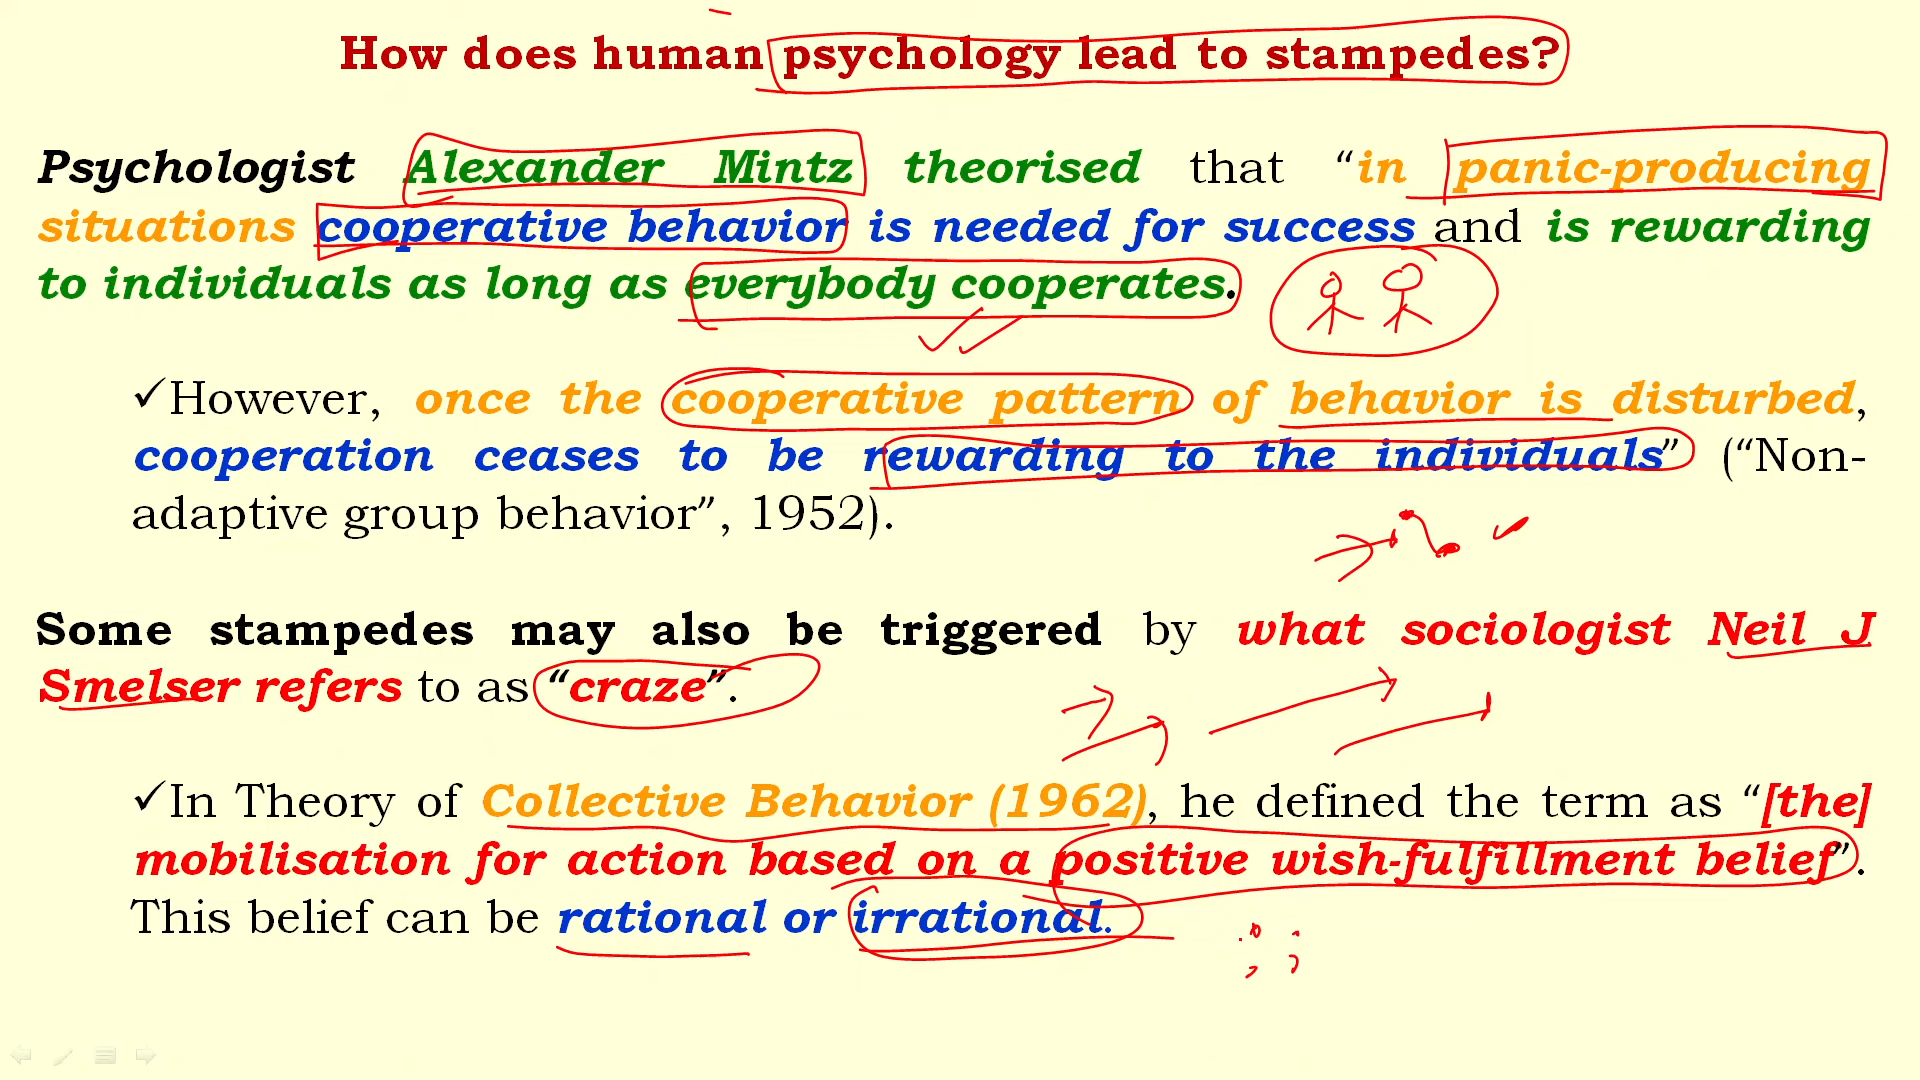 How does human psychology lead to stampedes?
Psychologist Alexander Mintz theorised that “in panic-producing
situations cooperative behavior is needed for success and is rewarding
to individuals as long as everybody cooperates.
✓However, once the cooperative pattern of behavior is disturbed,
cooperation ceases to be rewarding to the individuals” (“Non-
adaptive group behavior”, 1952).
Some stampedes may also be triggered by what sociologist Neil J
Smelser refers to as “craze”.
✓In Theory of Collective Behavior (1962), he defined the term as “[the]
mobilisation for action based on a positive wish-fulfillment belief”.
This belief can be rational or irrational.